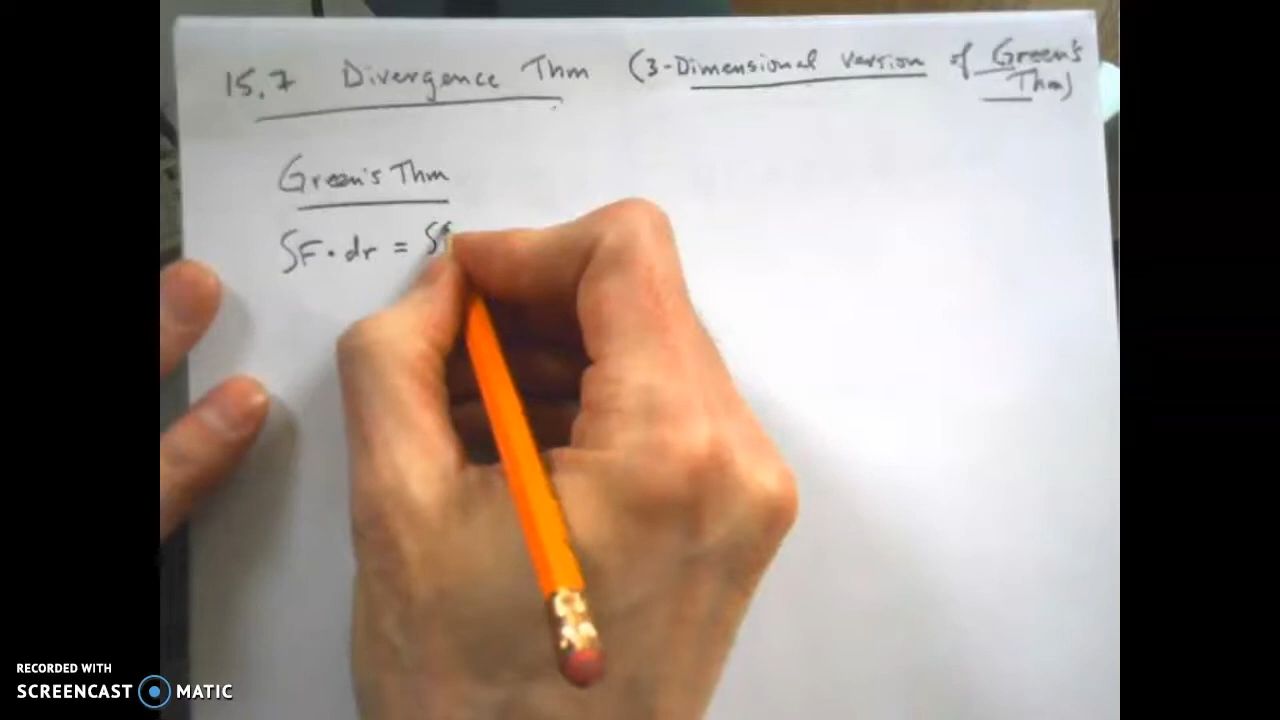 15.7 Divergence Thm (3-Dimensional version of Green's Thm)
Green's Thm
∫F · dr = ∫∫
RECORDED WITH
SCREENCAST MATIC